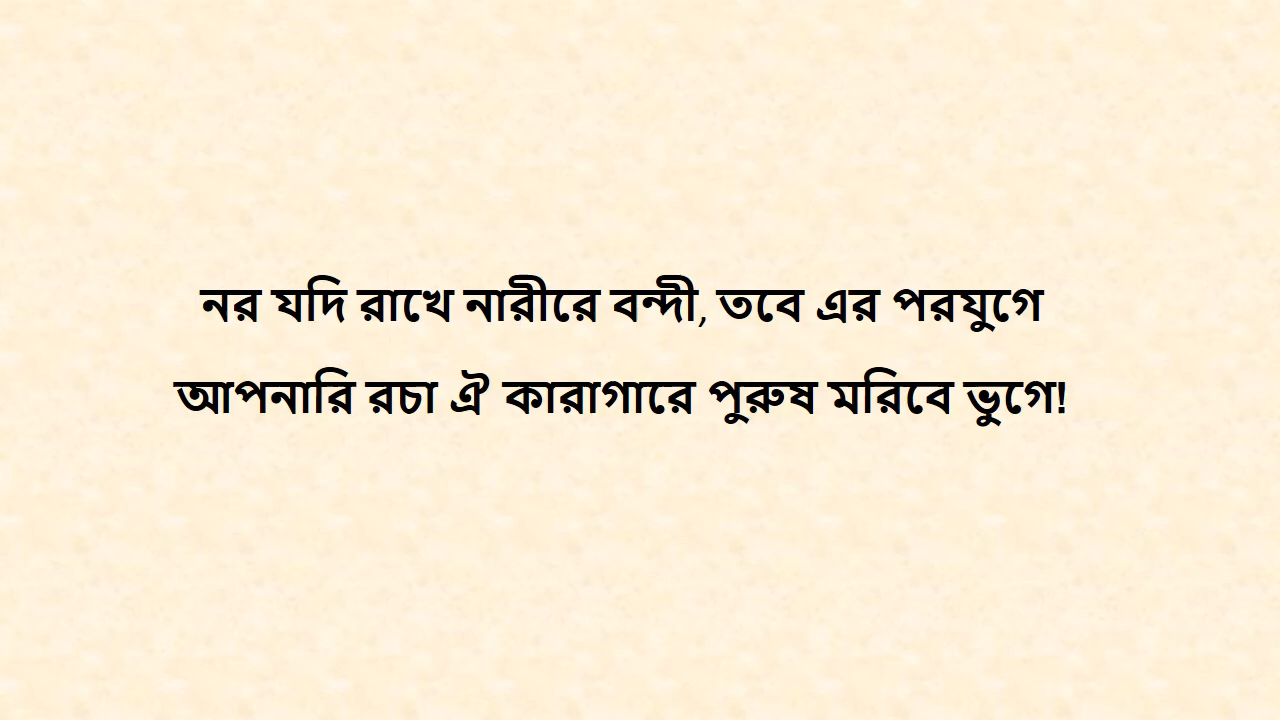 নর যদি রাখে নারীরে বন্দী, তবে এর পরযুগে
আপনারি রচা ঐ কারাগারে পুরুষ মরিবে ভুগে!